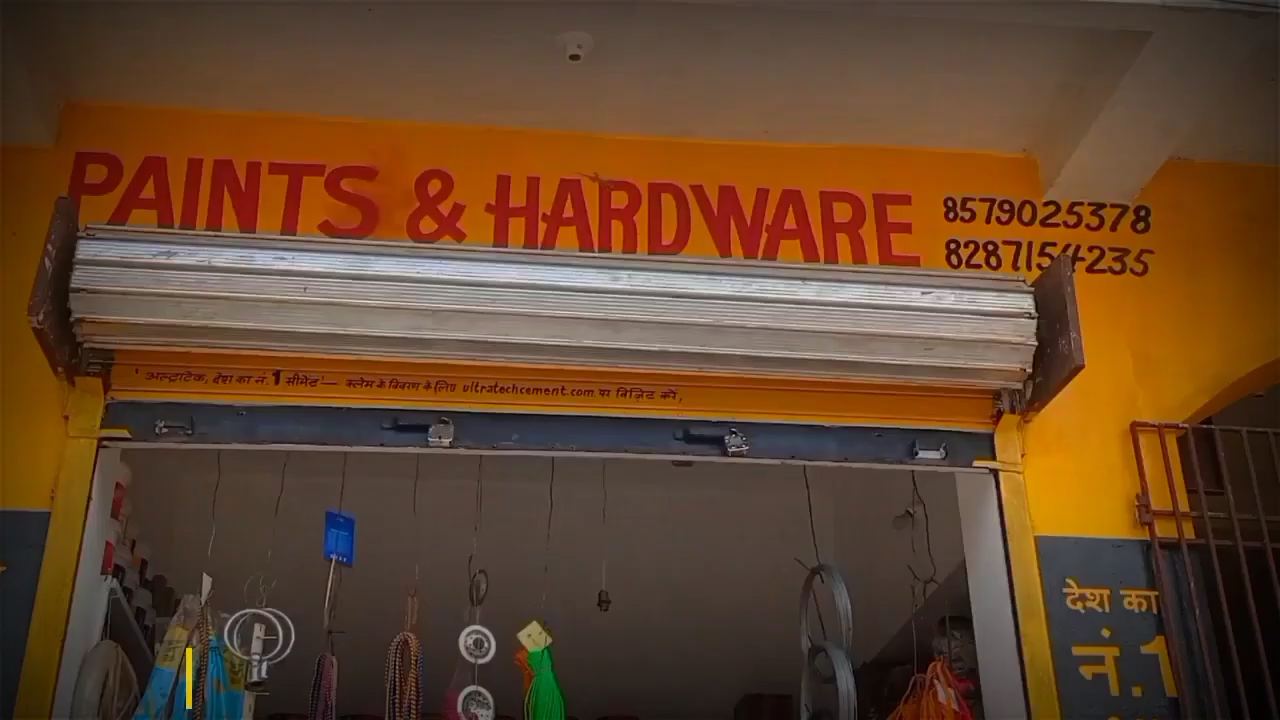 PAINTS & HARDWARE
8579025378
8287154235
' अल्ट्राटेक, देश का नं. 1 सीमेंट '— क्लेम के विवरण के लिए ultratechcement.com पर विज़िट करें,
देश का
नं.1